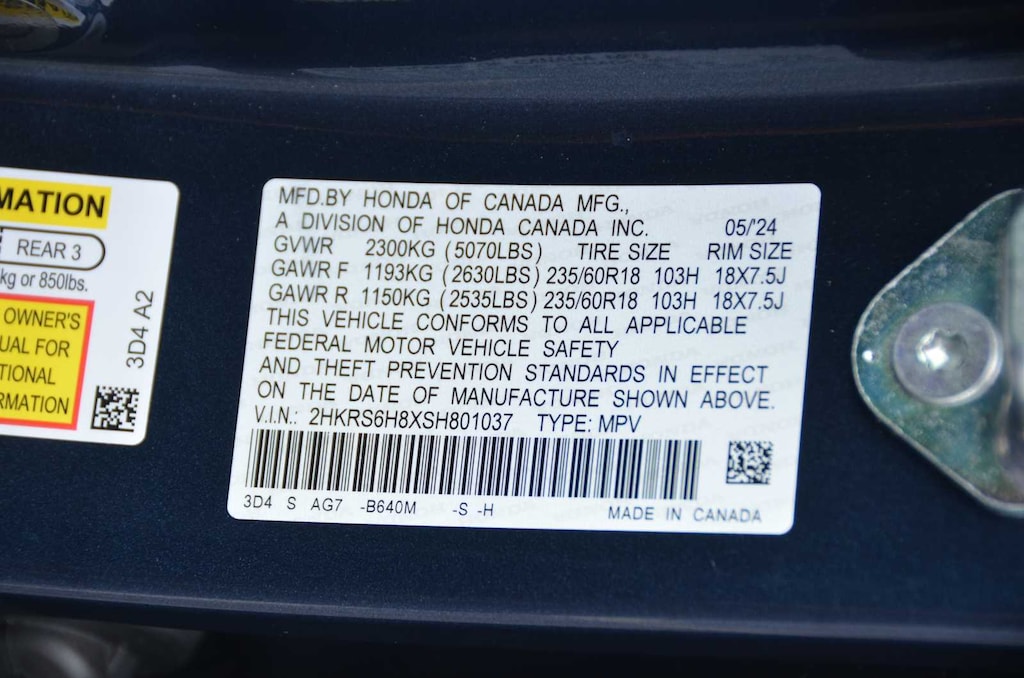 MATION
REAR 3
kg or 850lbs.
OWNER'S
UAL FOR
TIONAL
RMATION
3D4 A2
MFD.BY HONDA OF CANADA MFG.,
A DIVISION OF HONDA CANADA INC. 05/'24
GVWR 2300KG (5070LBS) TIRE SIZE RIM SIZE
GAWR F 1193KG (2630LBS) 235/60R18 103H 18X7.5J
GAWR R 1150KG (2535LBS) 235/60R18 103H 18X7.5J
THIS VEHICLE CONFORMS TO ALL APPLICABLE
FEDERAL MOTOR VEHICLE SAFETY
AND THEFT PREVENTION STANDARDS IN EFFECT
ON THE DATE OF MANUFACTURE SHOWN ABOVE.
V.I.N.: 2HKRS6H8XSH801037 TYPE: MPV
3D4 S AG7 -B640M -S -H MADE IN CANADA